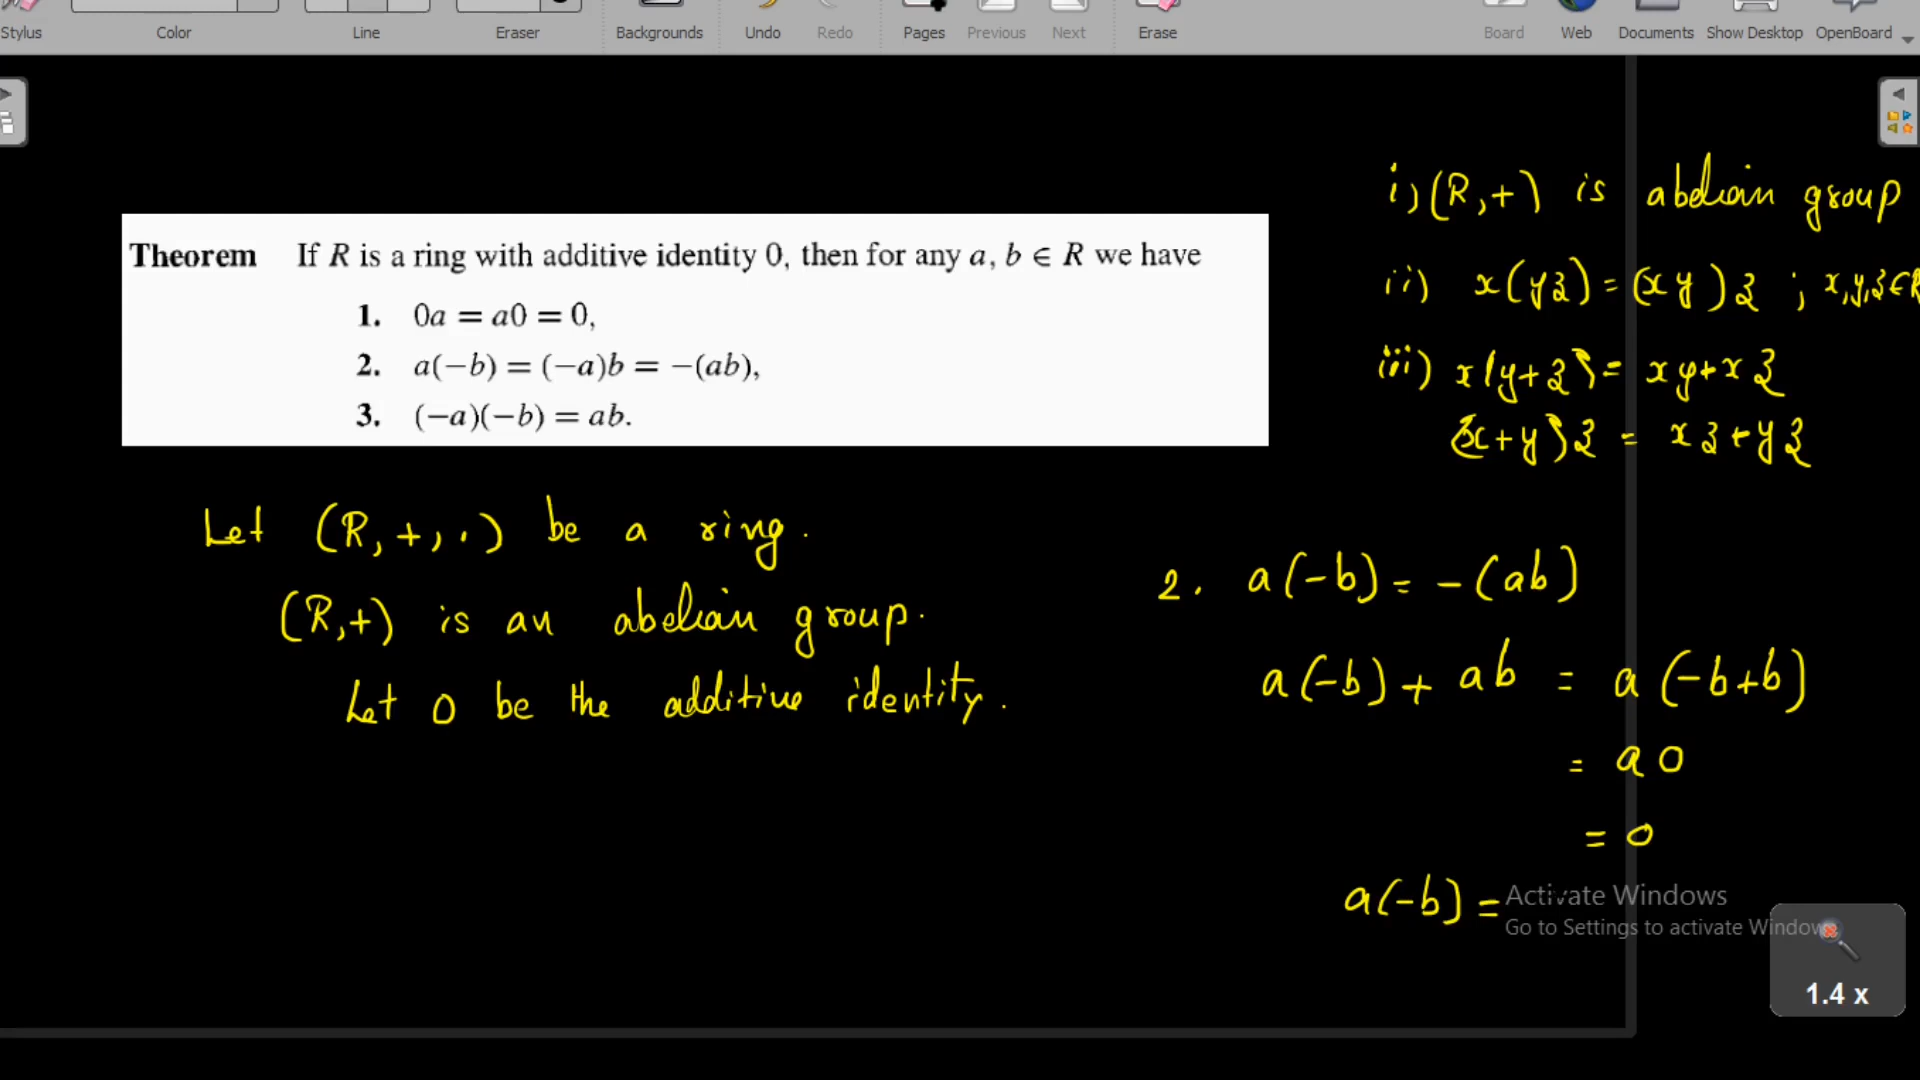 Stylus Color Line Eraser Backgrounds Undo Redo Pages Previous Next Erase Board Web Documents Show Desktop OpenBoard
Theorem If R is a ring with additive identity 0, then for any a, b ∈ R we have
1. 0a = a0 = 0,
2. a(−b) = (−a)b = −(ab),
3. (−a)(−b) = ab.
Let (R, +, .) be a ring.
(R,+) is an abelian group.
Let 0 be the additive identity.
i) (R,+) is abelian group
ii) x(yz) = (xy)z ; x,y,z∈R
iii) x(y+z) = xy+xz
(x+y)z = xz+yz
2. a(-b) = -(ab)
a(-b) + ab = a(-b+b)
= a0
= 0
a(-b) =
Activate Windows
Go to Settings to activate Windows
1.4 x